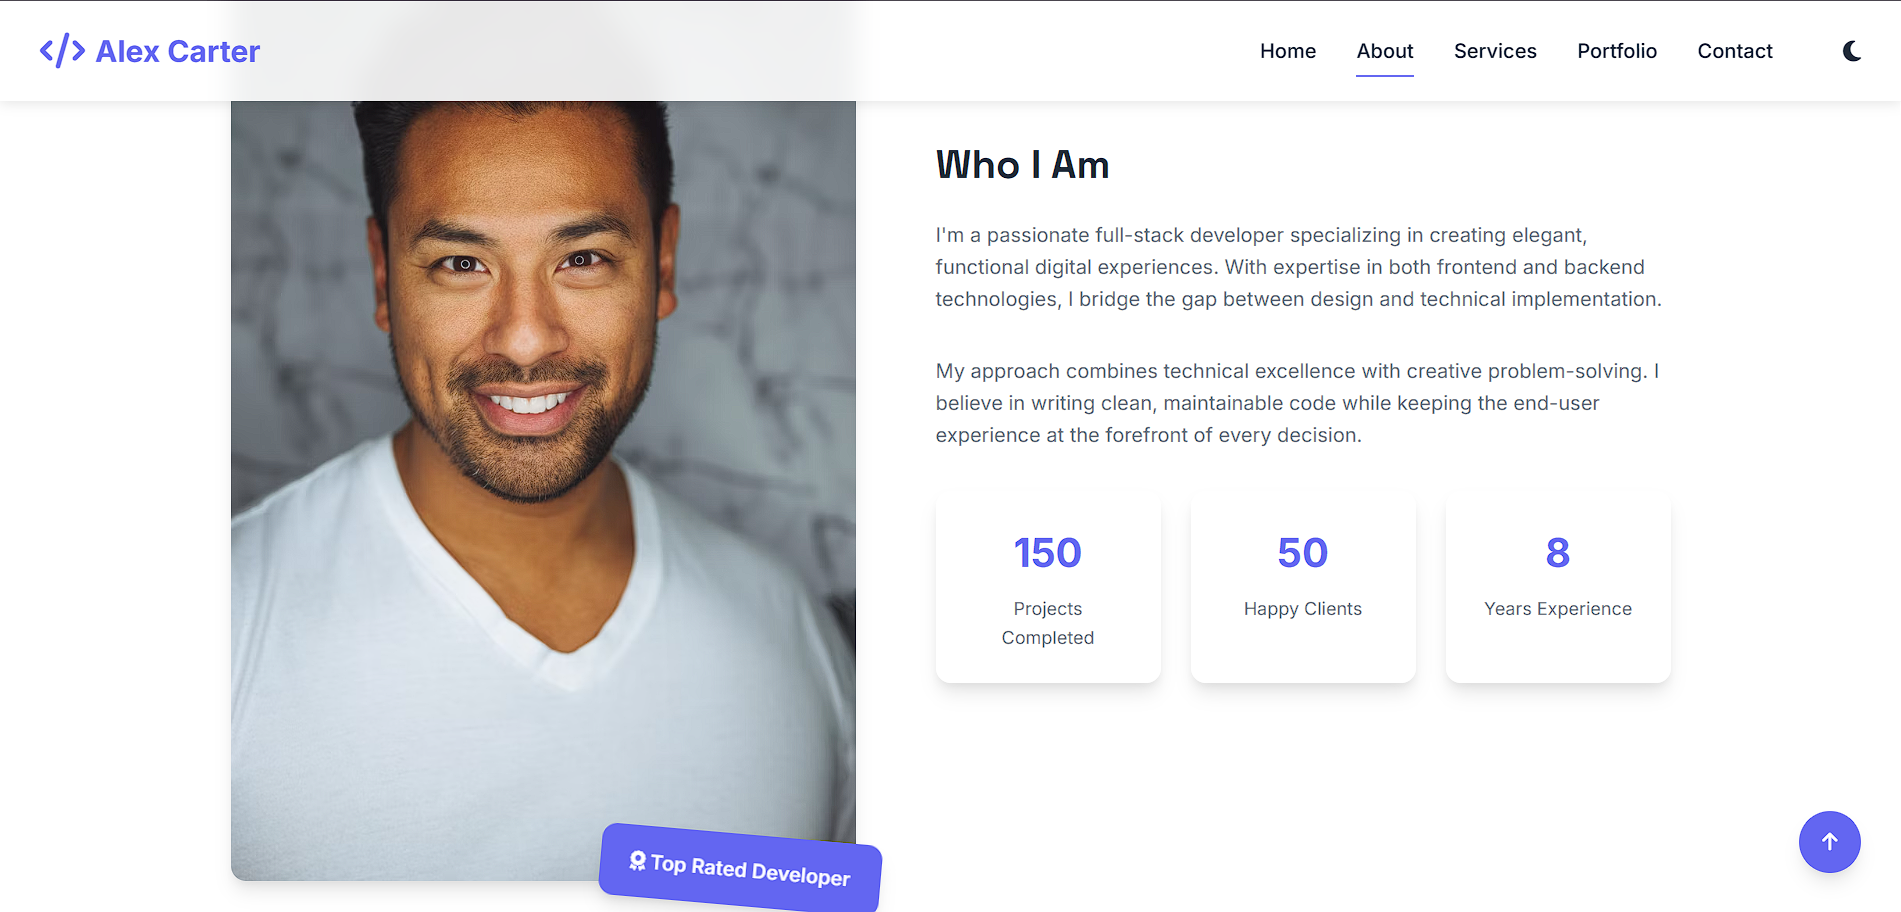 </> Alex Carter
Home About Services Portfolio Contact
Who I Am
I'm a passionate full-stack developer specializing in creating elegant,
functional digital experiences. With expertise in both frontend and backend
technologies, I bridge the gap between design and technical implementation.
My approach combines technical excellence with creative problem-solving. I
believe in writing clean, maintainable code while keeping the end-user
experience at the forefront of every decision.
150
Projects
Completed
50
Happy Clients
8
Years Experience
Top Rated Developer